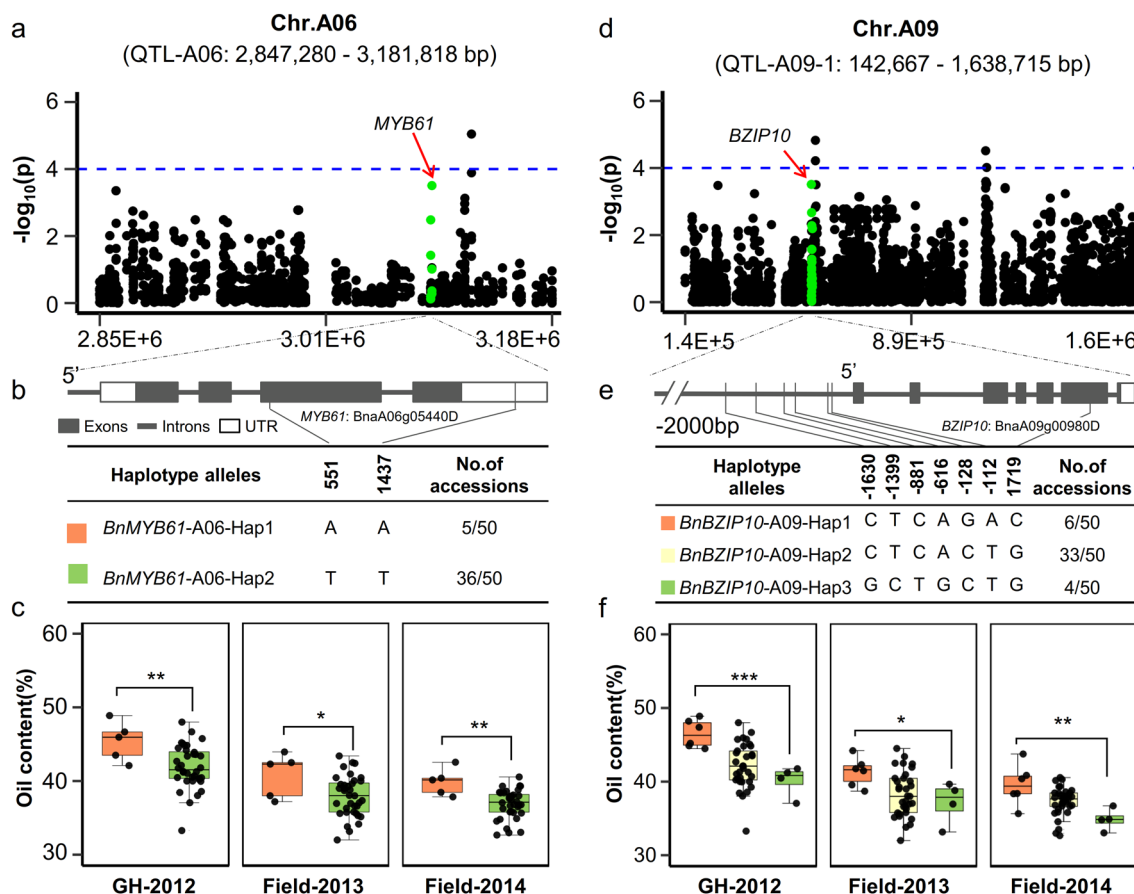 a
Chr.A06
(QTL-A06: 2,847,280 - 3,181,818 bp)
-log10(p)
6
4
2
0
MYB61
2.85E+6
3.01E+6
3.18E+6
b
5’
MYB61: BnaA06g05440D
Exons
Introns
UTR
Haplotype alleles
551
1437
No.of accessions
BnMYB61-A06-Hap1 A A 5/50
BnMYB61-A06-Hap2 T T 36/50
c
Oil content(%)
60
50
40
30
**
*
**
GH-2012
Field-2013
Field-2014
d
Chr.A09
(QTL-A09-1: 142,667 - 1,638,715 bp)
-log10(p)
6
4
2
0
BZIP10
1.4E+5
8.9E+5
1.6E+6
e
5’
-2000bp
BZIP10: BnaA09g00980D
Haplotype alleles
-1630
-1399
-881
-616
-128
-112
1719
No.of accessions
BnBZIP10-A09-Hap1 C T C A G A C 6/50
BnBZIP10-A09-Hap2 C T C A C T G 33/50
BnBZIP10-A09-Hap3 G C T G C T G 4/50
f
Oil content(%)
60
50
40
30
***
*
**
GH-2012
Field-2013
Field-2014